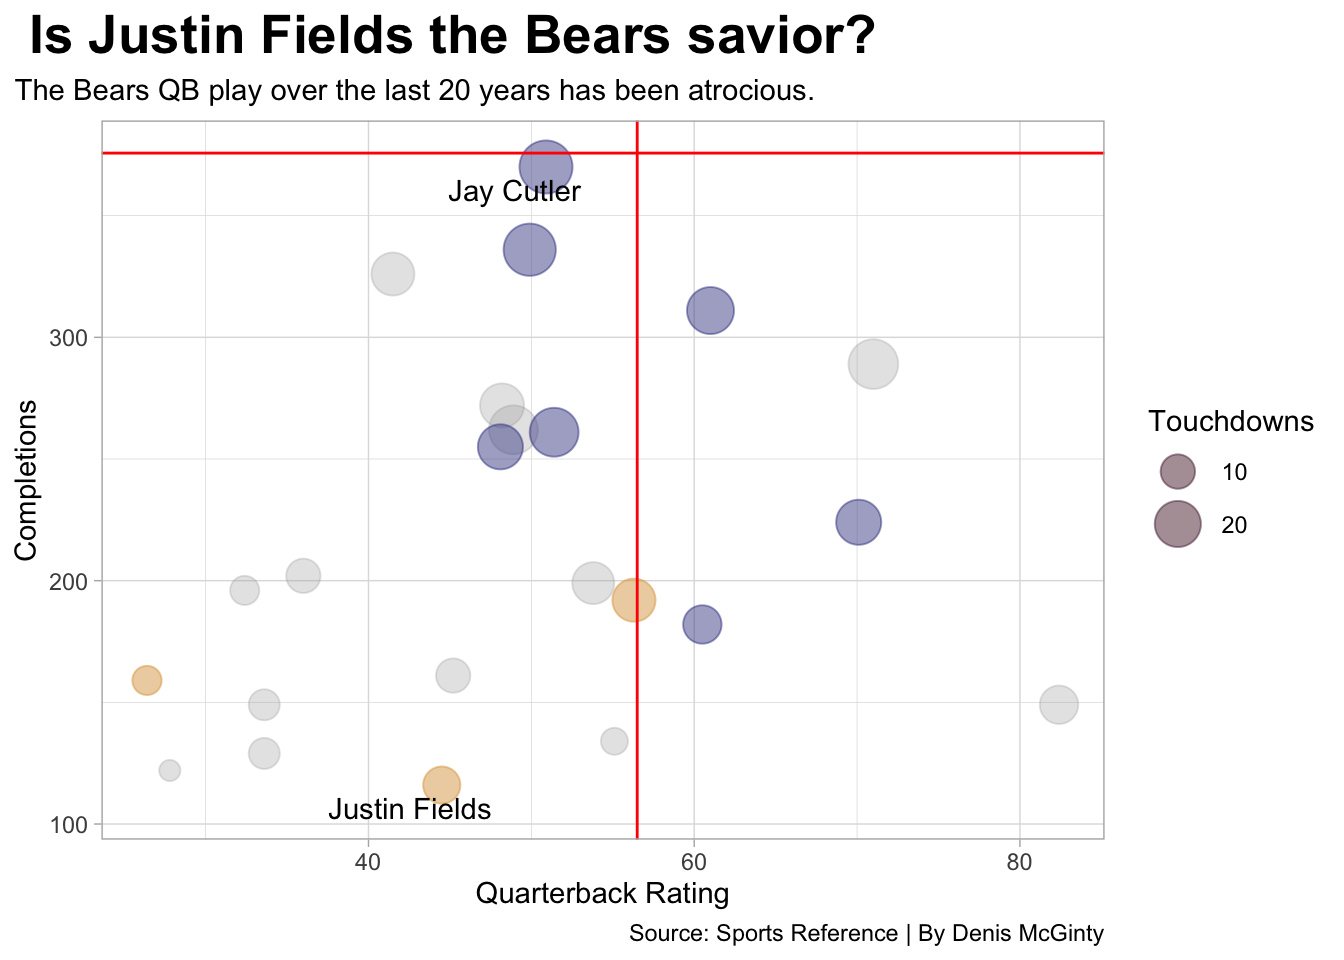 Is Justin Fields the Bears savior?
The Bears QB play over the last 20 years has been atrocious.
Jay Cutler
300
200
100
Completions
Justin Fields
40
60
80
Quarterback Rating
Touchdowns
10
20
Source: Sports Reference | By Denis McGinty